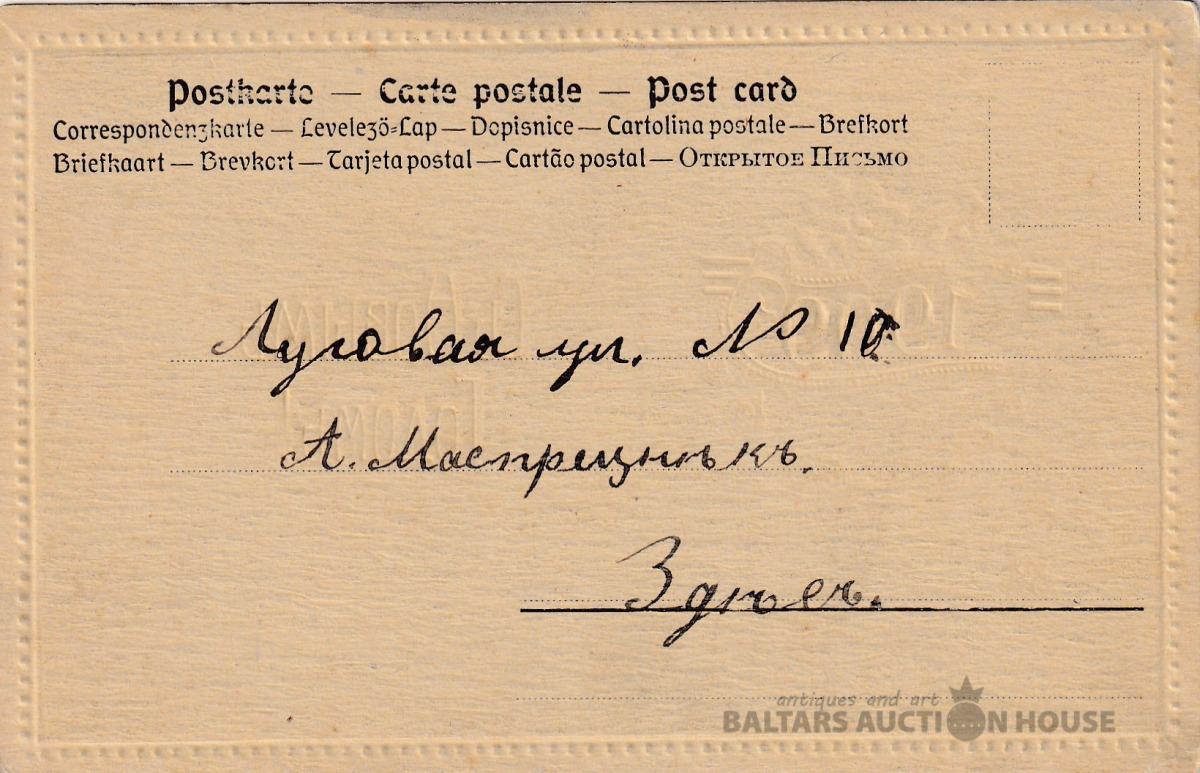 Postkarte — Carte postale — Post card
Correspondenzkarte — Levelező-Lap — Dopisnice — Cartolina postale — Brefkort
Briefkaart — Brevkort — Tarjeta postal — Cartão postal — Открытое Письмо
Луговая ул. № 10
А.
Здѣсь.
antiques and art
BALTARS AUCTION HOUSE